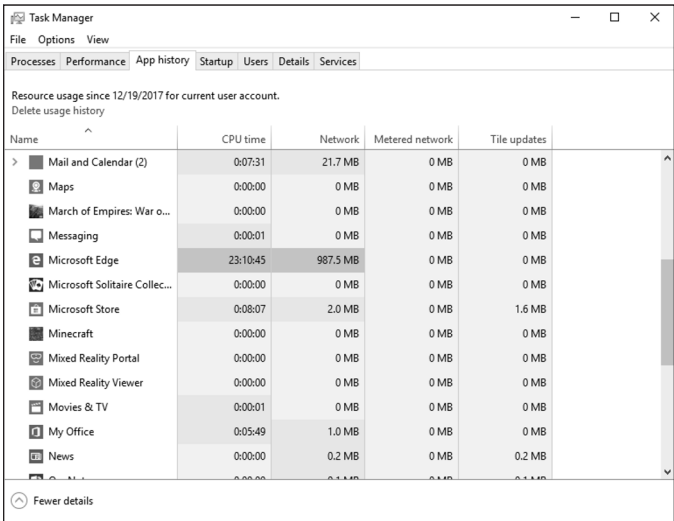 Task Manager
File Options View
Processes Performance App history Startup Users Details Services
Resource usage since 12/19/2017 for current user account.
Delete usage history
Name CPU time Network Metered network Tile updates
Mail and Calendar (2) 0:07:31 21.7 MB 0 MB 0 MB
Maps 0:00:00 0 MB 0 MB 0 MB
March of Empires: War o... 0:00:00 0 MB 0 MB 0 MB
Messaging 0:00:01 0 MB 0 MB 0 MB
Microsoft Edge 23:10:45 987.5 MB 0 MB 0 MB
Microsoft Solitaire Collec... 0:00:00 0 MB 0 MB 0 MB
Microsoft Store 0:08:07 2.0 MB 0 MB 1.6 MB
Minecraft 0:00:00 0 MB 0 MB 0 MB
Mixed Reality Portal 0:00:00 0 MB 0 MB 0 MB
Mixed Reality Viewer 0:00:00 0 MB 0 MB 0 MB
Movies & TV 0:00:01 0 MB 0 MB 0 MB
My Office 0:05:49 1.0 MB 0 MB 0 MB
News 0:00:00 0.2 MB 0 MB 0.2 MB
Fewer details